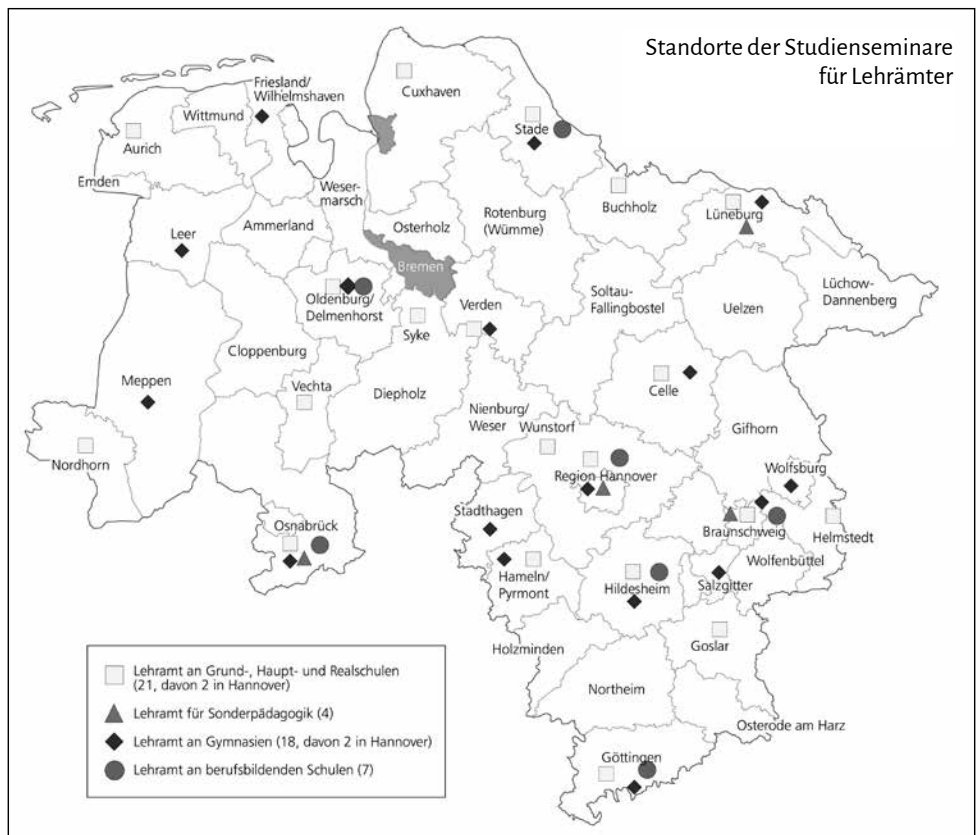 Standorte der Studienseminare
für Lehrämter
Friesland/
Wilhelmshaven
Cuxhaven
Wittmund
Stade
Aurich
Emden
Weser-
marsch
Buchholz
Lüneburg
Leer
Ammerland
Osterholz
Rotenburg
(Wümme)
Bremen
Oldenburg/
Delmenhorst
Verden
Syke
Soltau-
Fallingbostel
Uelzen
Lüchow-
Dannenberg
Cloppenburg
Meppen
Vechta
Diepholz
Celle
Nienburg/
Weser
Wunstorf
Gifhorn
Nordhorn
Region Hannover
Wolfsburg
Stadthagen
Osnabrück
Braunschweig
Helmstedt
Wolfenbüttel
Hameln/
Pyrmont
Hildesheim
Salzgitter
Holzminden
Goslar
Northeim
Osterode am Harz
Göttingen
Lehramt an Grund-, Haupt- und Realschulen
(21, davon 2 in Hannover)
Lehramt für Sonderpädagogik (4)
Lehramt an Gymnasien (18, davon 2 in Hannover)
Lehramt an berufsbildenden Schulen (7)